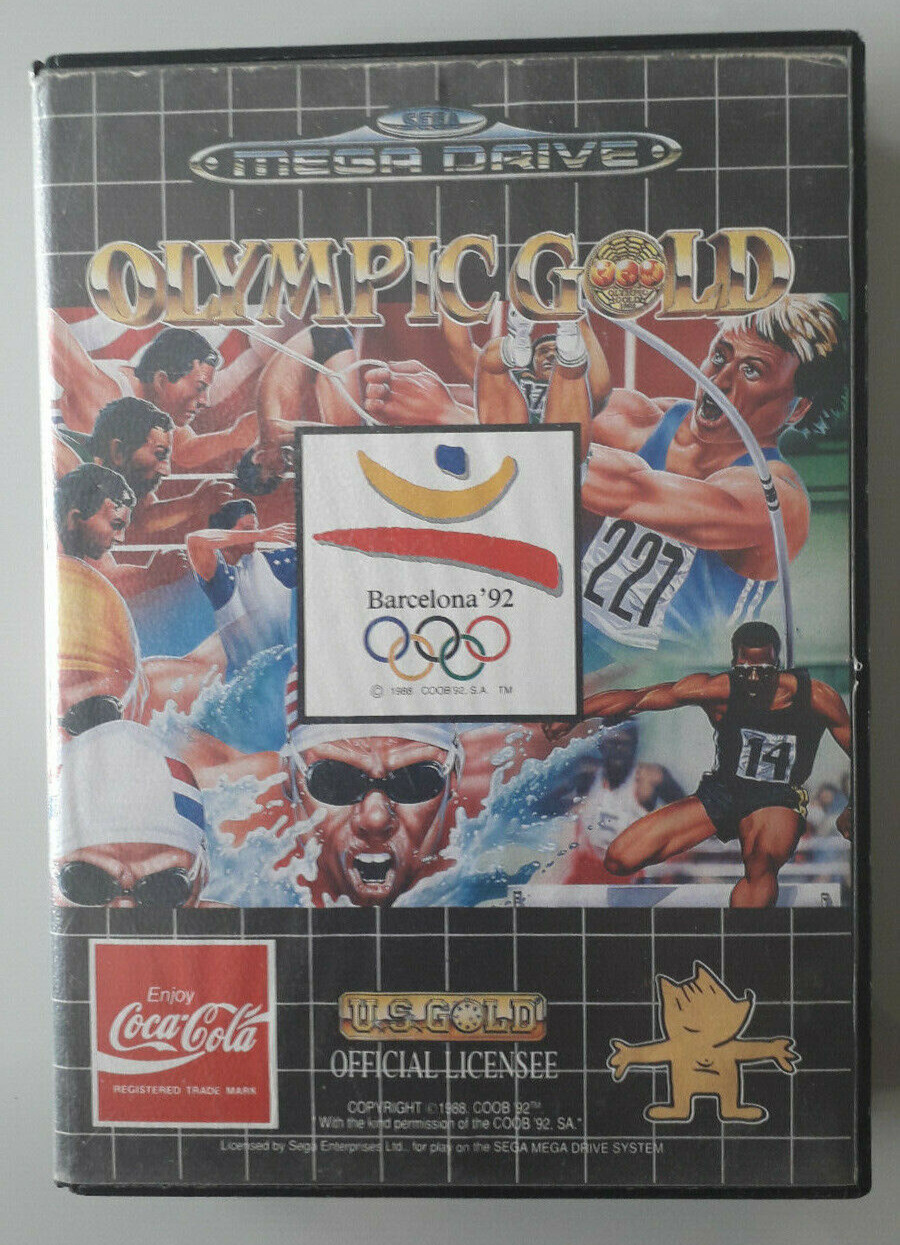 SEGA
MEGA DRIVE
OLYMPIC GOLD
227
Barcelona'92
© 1988. COOB'92, S.A. TM
14
Enjoy
Coca-Cola
REGISTERED TRADE MARK
U.S. GOLD
OFFICIAL LICENSEE
COPYRIGHT © 1988. COOB '92™
"With the kind permission of the COOB '92. SA."
Licensed by Sega Enterprises Ltd., for play on the SEGA MEGA DRIVE SYSTEM